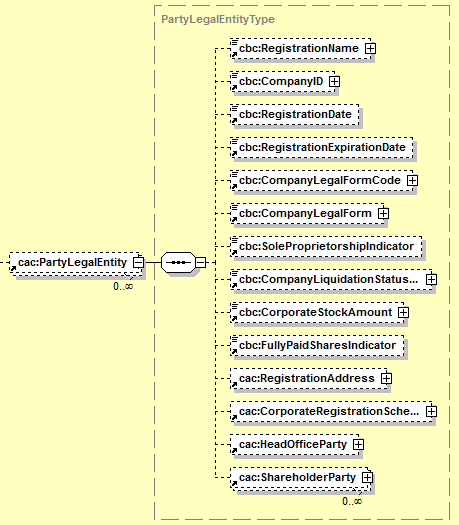 PartyLegalEntityType
cbc:RegistrationName
cbc:CompanyID
cbc:RegistrationDate
cbc:RegistrationExpirationDate
cbc:CompanyLegalFormCode
cbc:CompanyLegalForm
cbc:SoleProprietorshipIndicator
cac:PartyLegalEntity
0..∞
cbc:CompanyLiquidationStatus...
cbc:CorporateStockAmount
cbc:FullyPaidSharesIndicator
cac:RegistrationAddress
cac:CorporateRegistrationSche...
cac:HeadOfficeParty
cac:ShareholderParty
0..∞